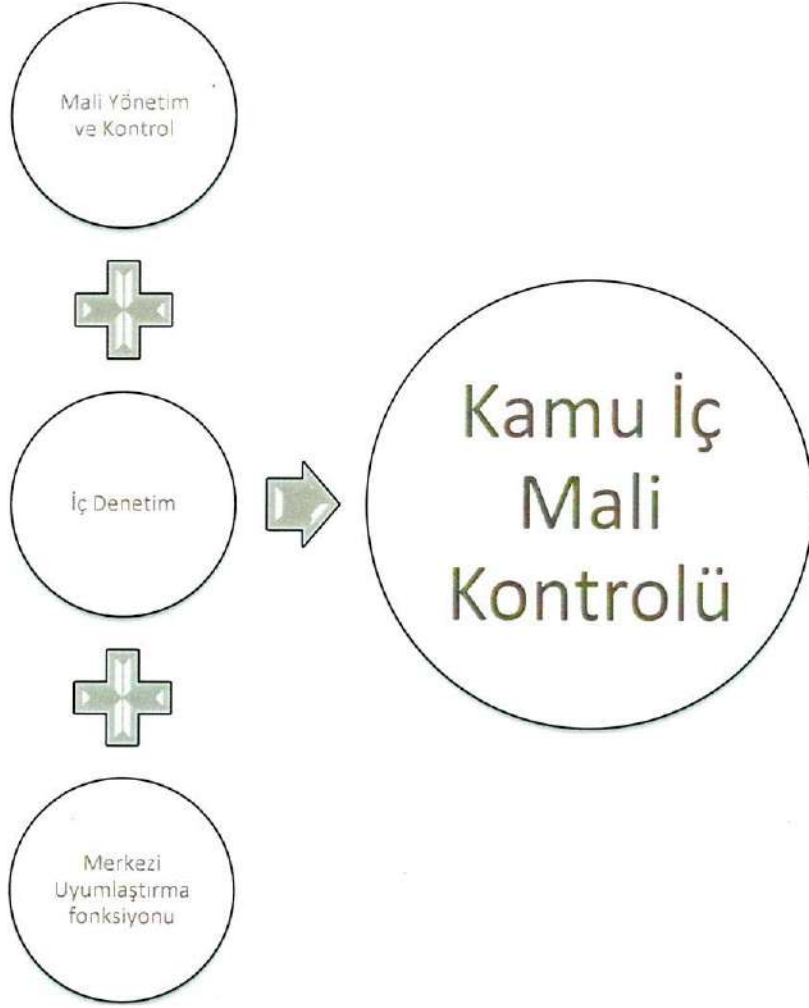 Mali Yönetim
ve Kontrol
İç Denetim
Kamu İç
Mali
Kontrolü
Merkezi
Uyumlaştırma
fonksiyonu